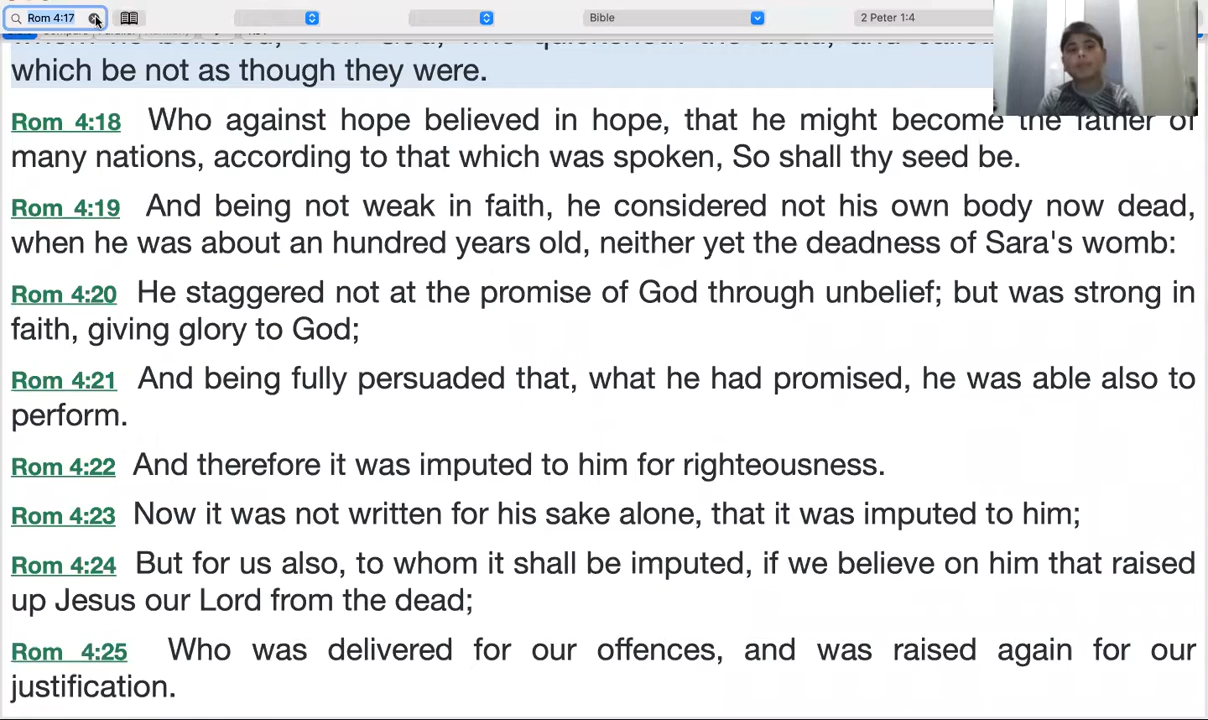 Rom 4:17 Bible 2 Peter 1:4
which be not as though they were.
Rom 4:18 Who against hope believed in hope, that he might become the father of
many nations, according to that which was spoken, So shall thy seed be.
Rom 4:19 And being not weak in faith, he considered not his own body now dead,
when he was about an hundred years old, neither yet the deadness of Sara's womb:
Rom 4:20 He staggered not at the promise of God through unbelief; but was strong in
faith, giving glory to God;
Rom 4:21 And being fully persuaded that, what he had promised, he was able also to
perform.
Rom 4:22 And therefore it was imputed to him for righteousness.
Rom 4:23 Now it was not written for his sake alone, that it was imputed to him;
Rom 4:24 But for us also, to whom it shall be imputed, if we believe on him that raised
up Jesus our Lord from the dead;
Rom 4:25 Who was delivered for our offences, and was raised again for our
justification.